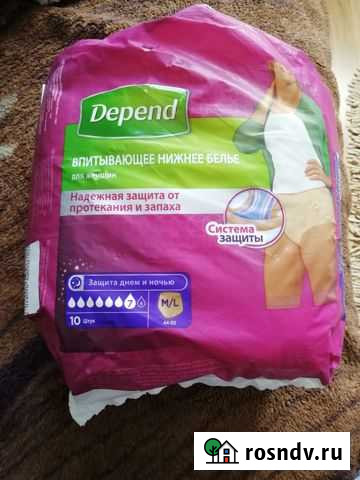 Depend
ВПИТЫВАЮЩЕЕ НИЖНЕЕ БЕЛЬЕ
ДЛЯ ЖЕНЩИН
Надежная защита от
протекания и запаха
Система
защиты
Защита днем и ночью
7
8
10 Штук
M/L
rosndv.ru